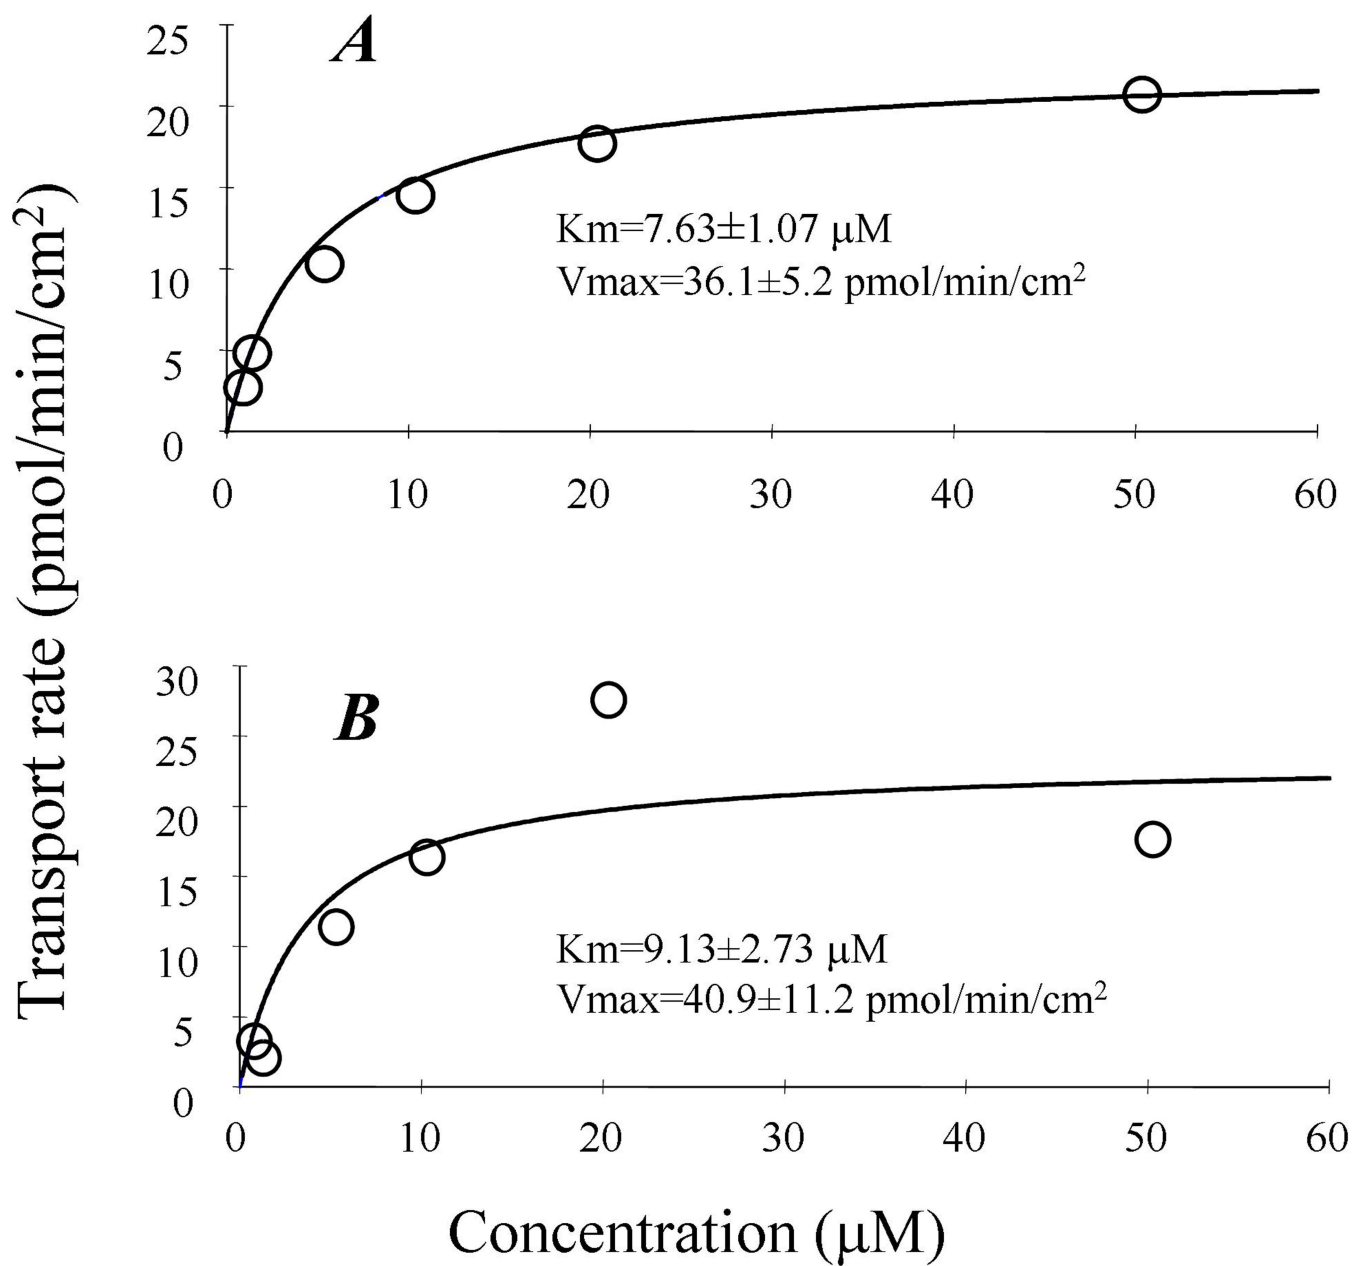 Transport rate (pmol/min/cm²)
A
25
20
15
10
5
0
Km=7.63±1.07 μM
Vmax=36.1±5.2 pmol/min/cm²
0 10 20 30 40 50 60
B
30
25
20
15
10
5
0
Km=9.13±2.73 μM
Vmax=40.9±11.2 pmol/min/cm²
0 10 20 30 40 50 60
Concentration (μM)